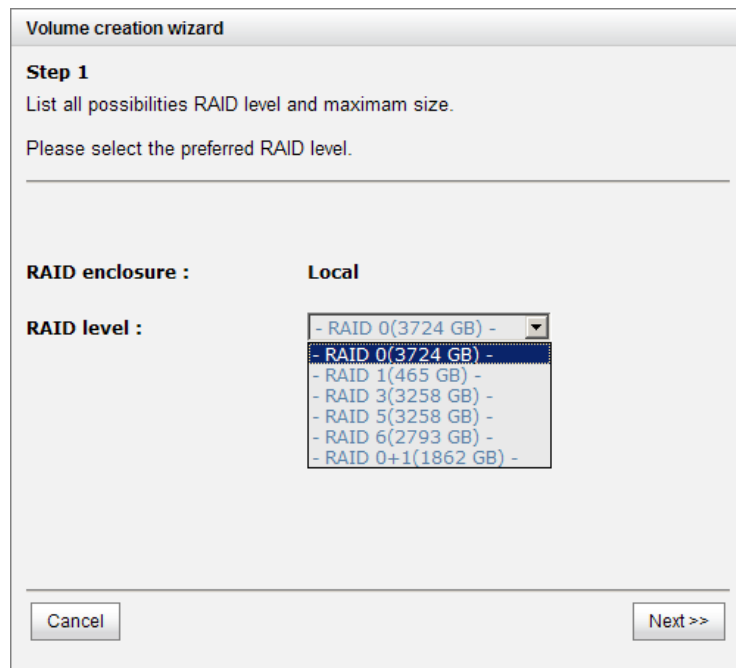 Volume creation wizard
Step 1
List all possibilities RAID level and maximam size.
Please select the preferred RAID level.
RAID enclosure : Local
RAID level : - RAID 0(3724 GB) -
- RAID 0(3724 GB) -
- RAID 1(465 GB) -
- RAID 3(3258 GB) -
- RAID 5(3258 GB) -
- RAID 6(2793 GB) -
- RAID 0+1(1862 GB) -
Cancel Next >>